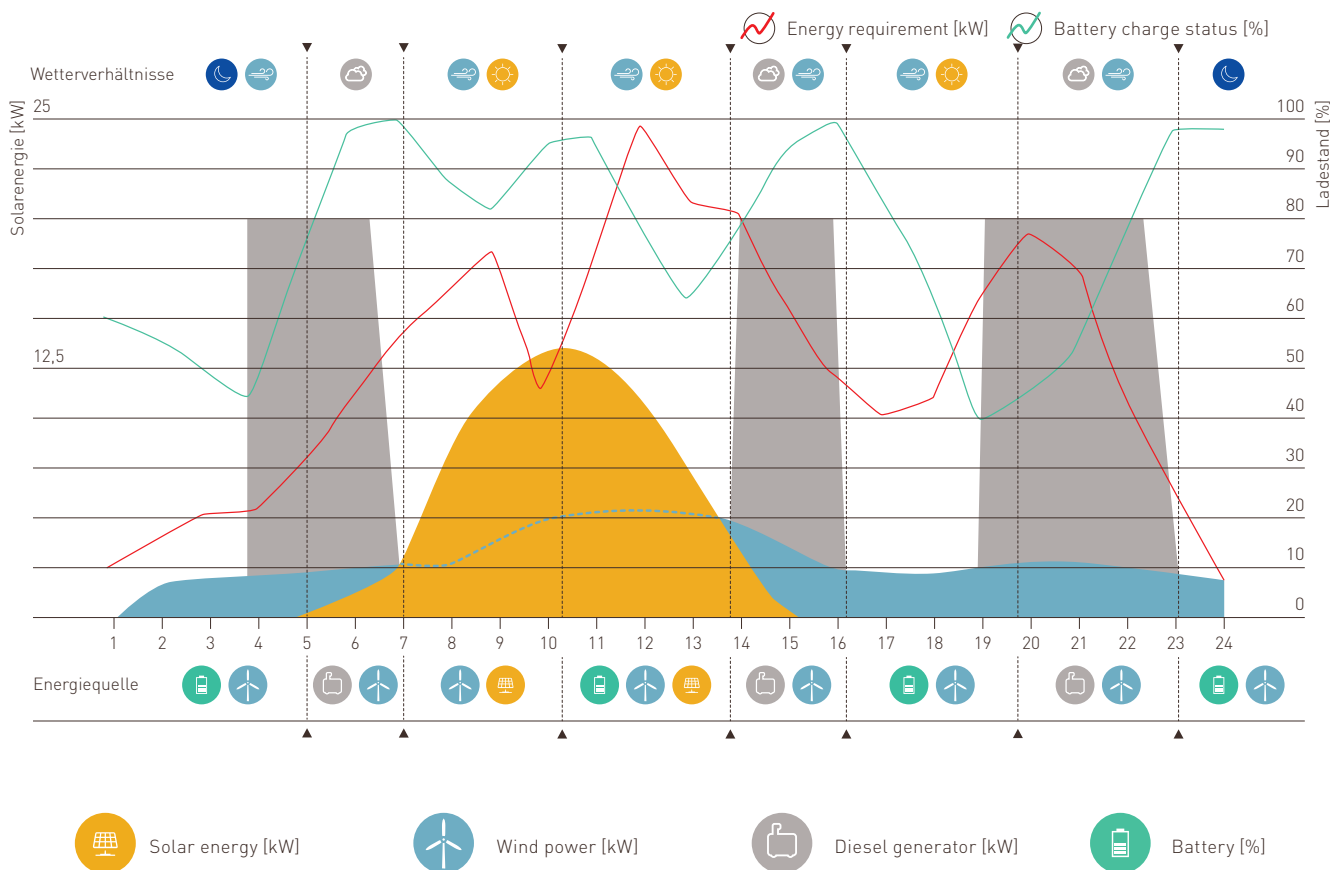 Energy requirement [kW] Battery charge status [%]
Wetterverhältnisse
Solarenergie [kW]
Ladestand [%]
25 100
90
80
70
60
12,5 50
40
30
20
10
0
1 2 3 4 5 6 7 8 9 10 11 12 13 14 15 16 17 18 19 20 21 22 23 24
Energiequelle
Solar energy [kW] Wind power [kW] Diesel generator [kW] Battery [%]